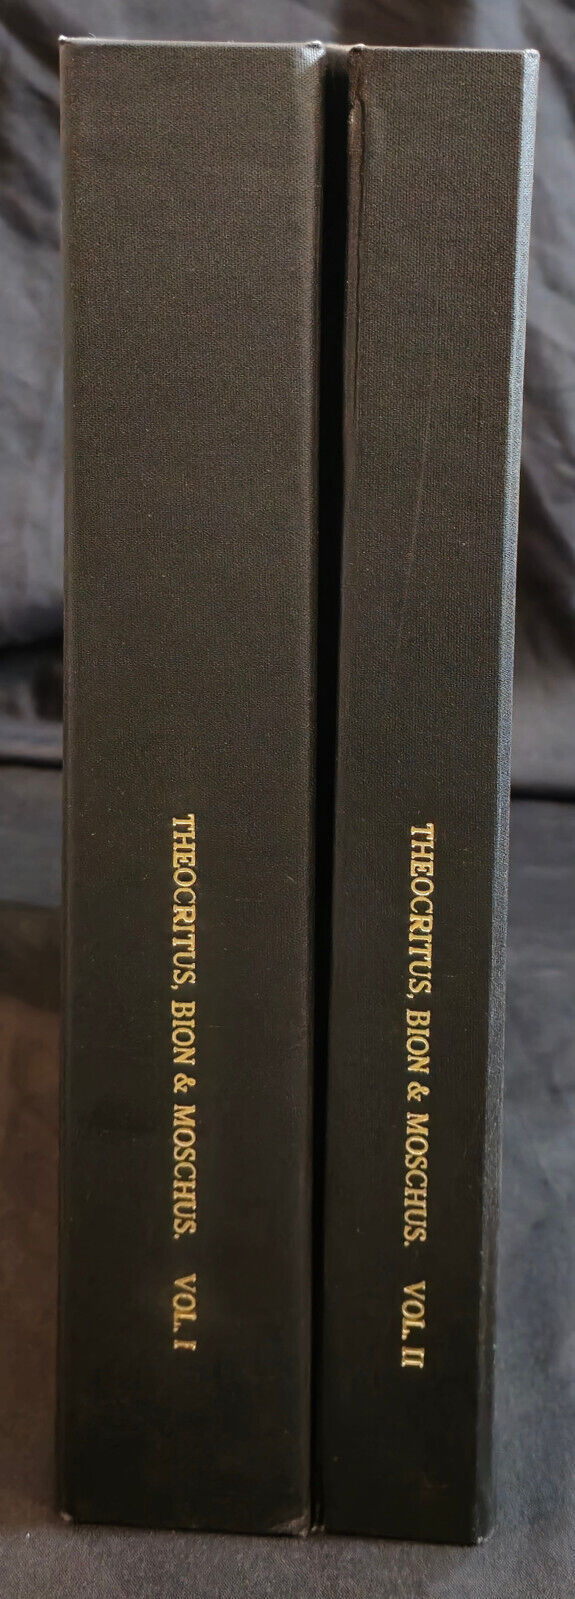 THEOCRITUS, BION & MOSCHUS. VOL. I
THEOCRITUS, BION & MOSCHUS. VOL. II